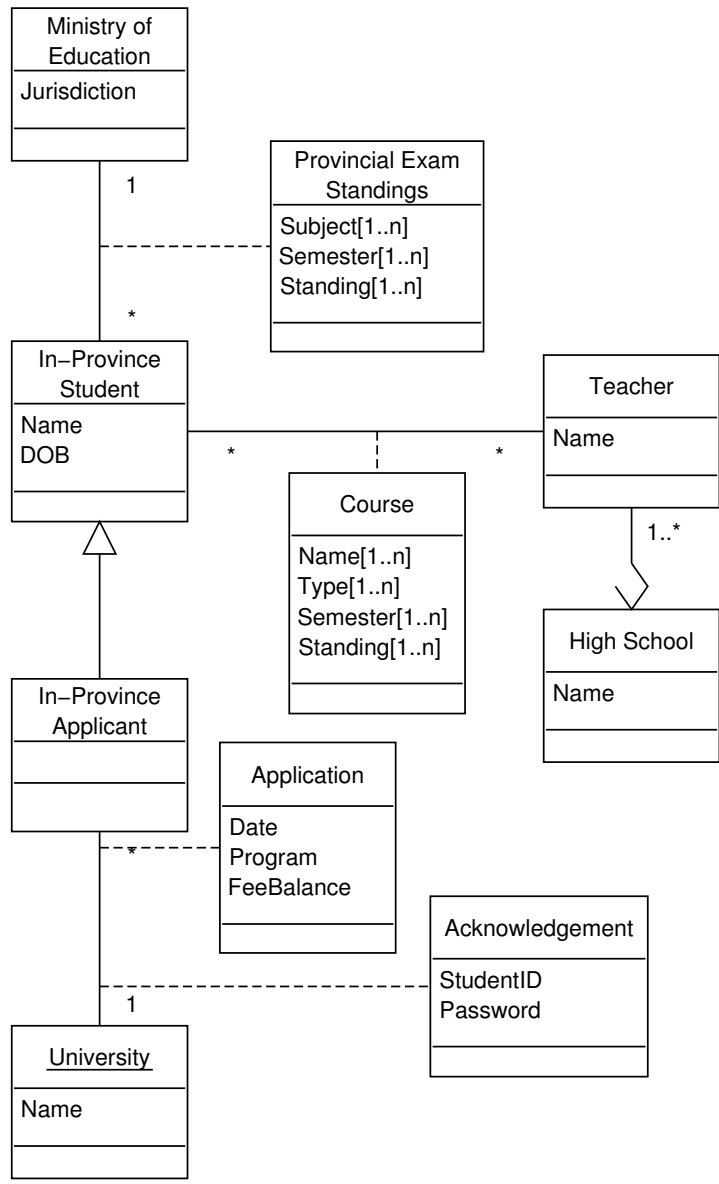 Ministry of
Education
Jurisdiction
1
Provincial Exam
Standings
Subject[1..n]
Semester[1..n]
Standing[1..n]
*
In−Province
Student
Name
DOB
*
*
Teacher
Name
1..*
Course
Name[1..n]
Type[1..n]
Semester[1..n]
Standing[1..n]
High School
Name
In−Province
Applicant
*
Application
Date
Program
FeeBalance
Acknowledgement
StudentID
Password
1
University
Name